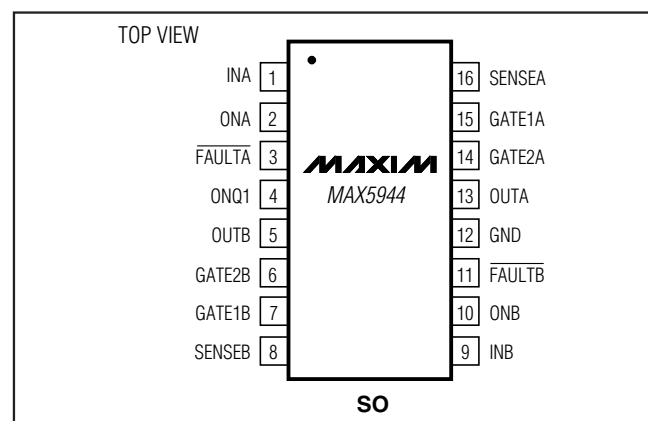 TOP VIEW
INA 1
ONA 2
FAULTA 3
ONQ1 4
OUTB 5
GATE2B 6
GATE1B 7
SENSEB 8
MAXIM
MAX5944
16 SENSEA
15 GATE1A
14 GATE2A
13 OUTA
12 GND
11 FAULTB
10 ONB
9 INB
SO